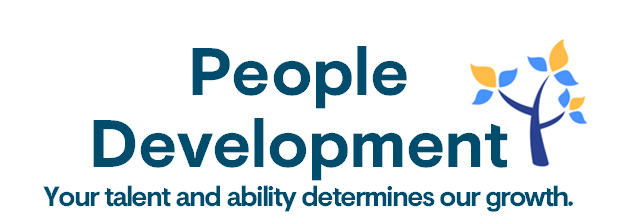 People
Development
Your talent and ability determines our growth.